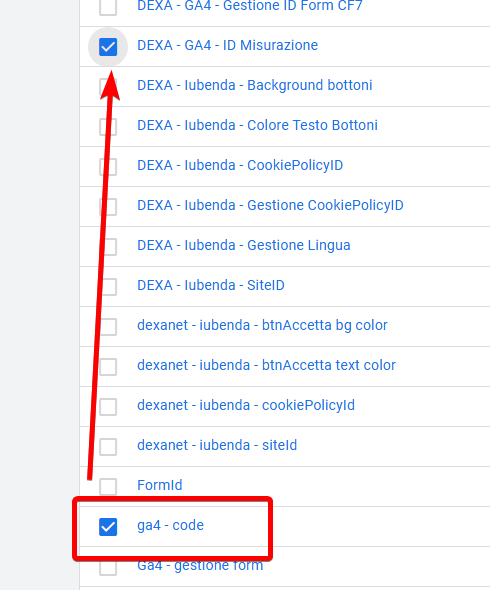 DEXA - GA4 - Gestione ID Form CF7
DEXA - GA4 - ID Misurazione
DEXA - Iubenda - Background bottoni
DEXA - Iubenda - Colore Testo Bottoni
DEXA - Iubenda - CookiePolicyID
DEXA - Iubenda - Gestione CookiePolicyID
DEXA - Iubenda - Gestione Lingua
DEXA - Iubenda - SiteID
dexanet - iubenda - btnAccetta bg color
dexanet - iubenda - btnAccetta text color
dexanet - iubenda - cookiePolicyId
dexanet - iubenda - siteId
FormId
ga4 - code
Ga4 - gestione form